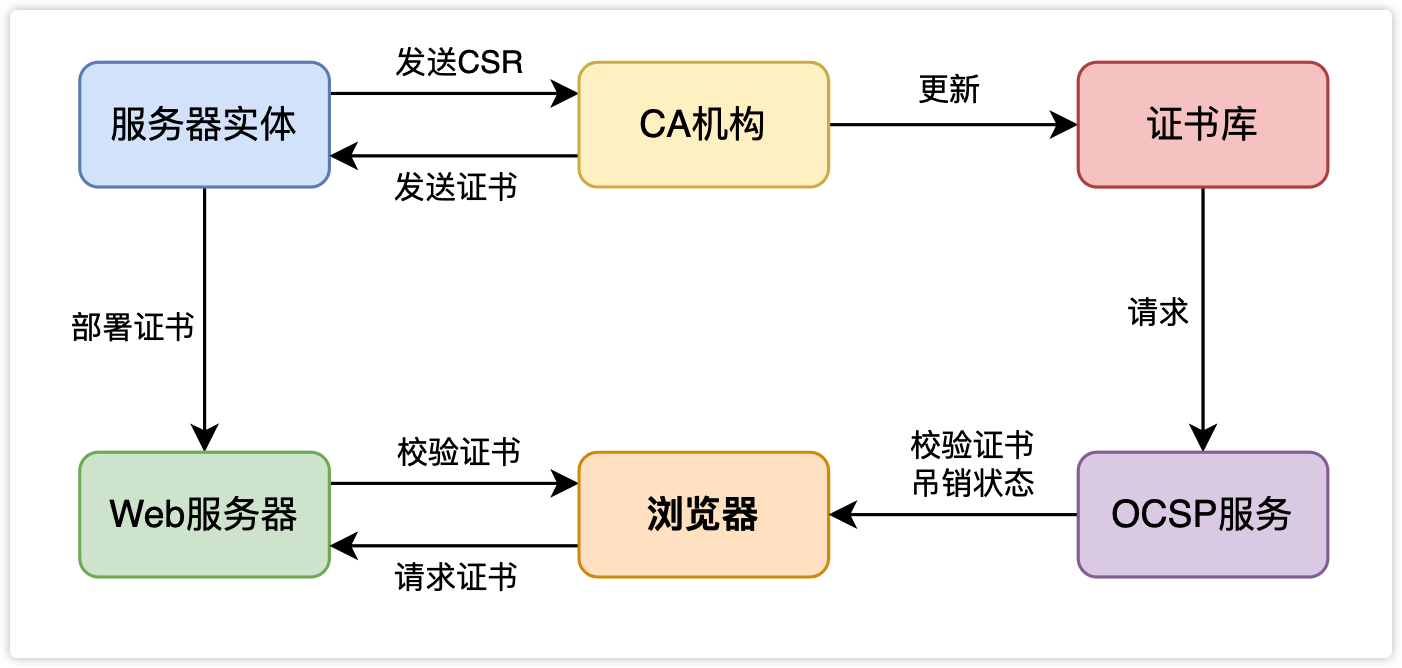 发送CSR
服务器实体
CA机构
更新
证书库
发送证书
部署证书
请求
校验证书
校验证书
吊销状态
Web服务器
浏览器
OCSP服务
请求证书